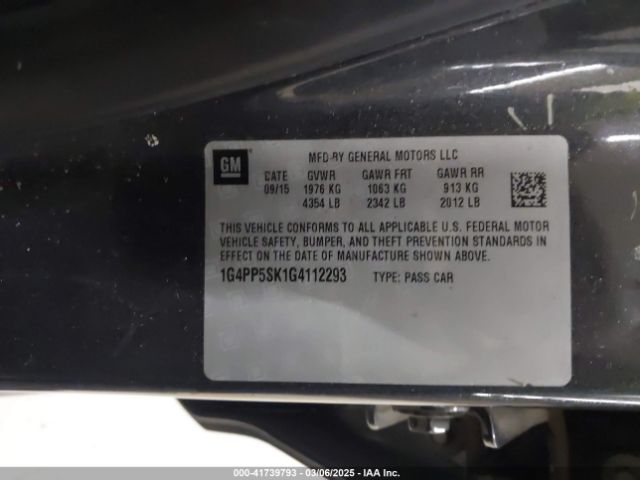 GM
MFD BY GENERAL MOTORS LLC
DATE GVWR GAWR FRT GAWR RR
09/15 1976 KG 1063 KG 913 KG
4354 LB 2342 LB 2012 LB
THIS VEHICLE CONFORMS TO ALL APPLICABLE U.S. FEDERAL MOTOR
VEHICLE SAFETY, BUMPER, AND THEFT PREVENTION STANDARDS
IN EFFECT ON THE DATE OF MANUFACTURE SHOWN ABOVE.
1G4PP5SK1G4112293 TYPE: PASS CAR
© - 41739793 - 03/06/2025 - IAA Inc.